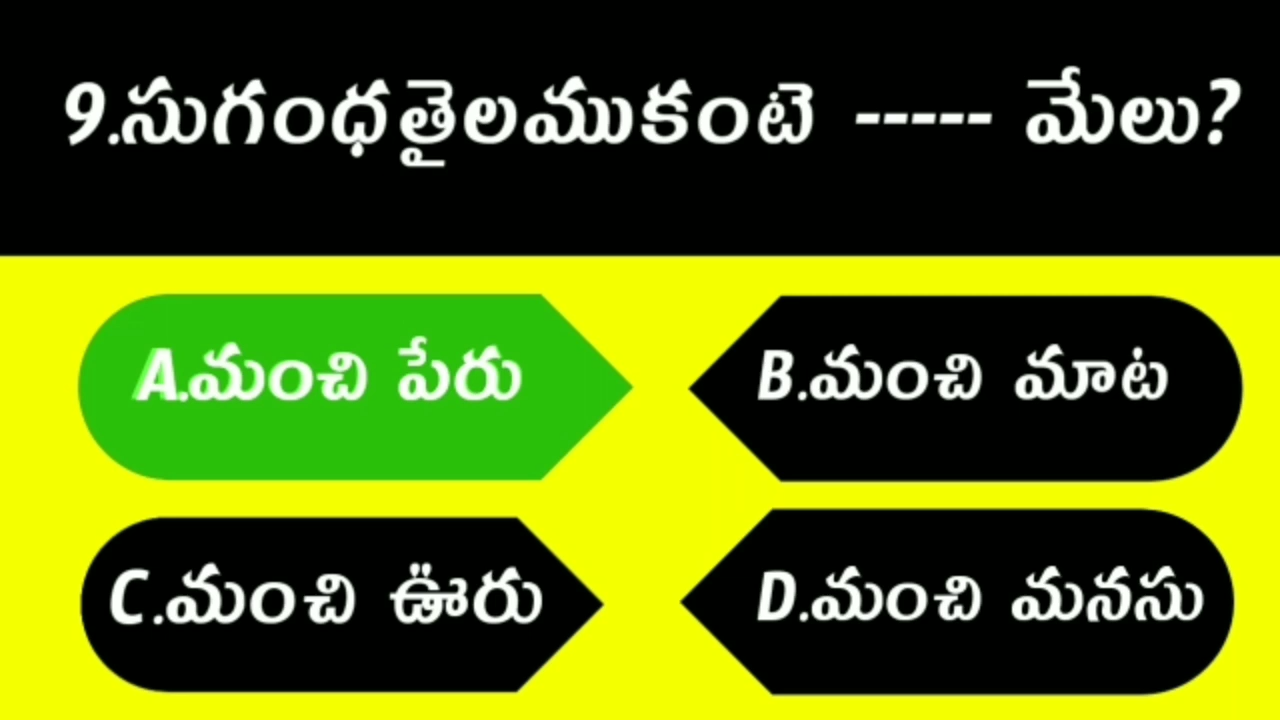 9.సుగంధతైలముకంటె ----- మేలు?
A.మంచి పేరు
B.మంచి మాట
C.మంచి ఊరు
D.మంచి మనసు